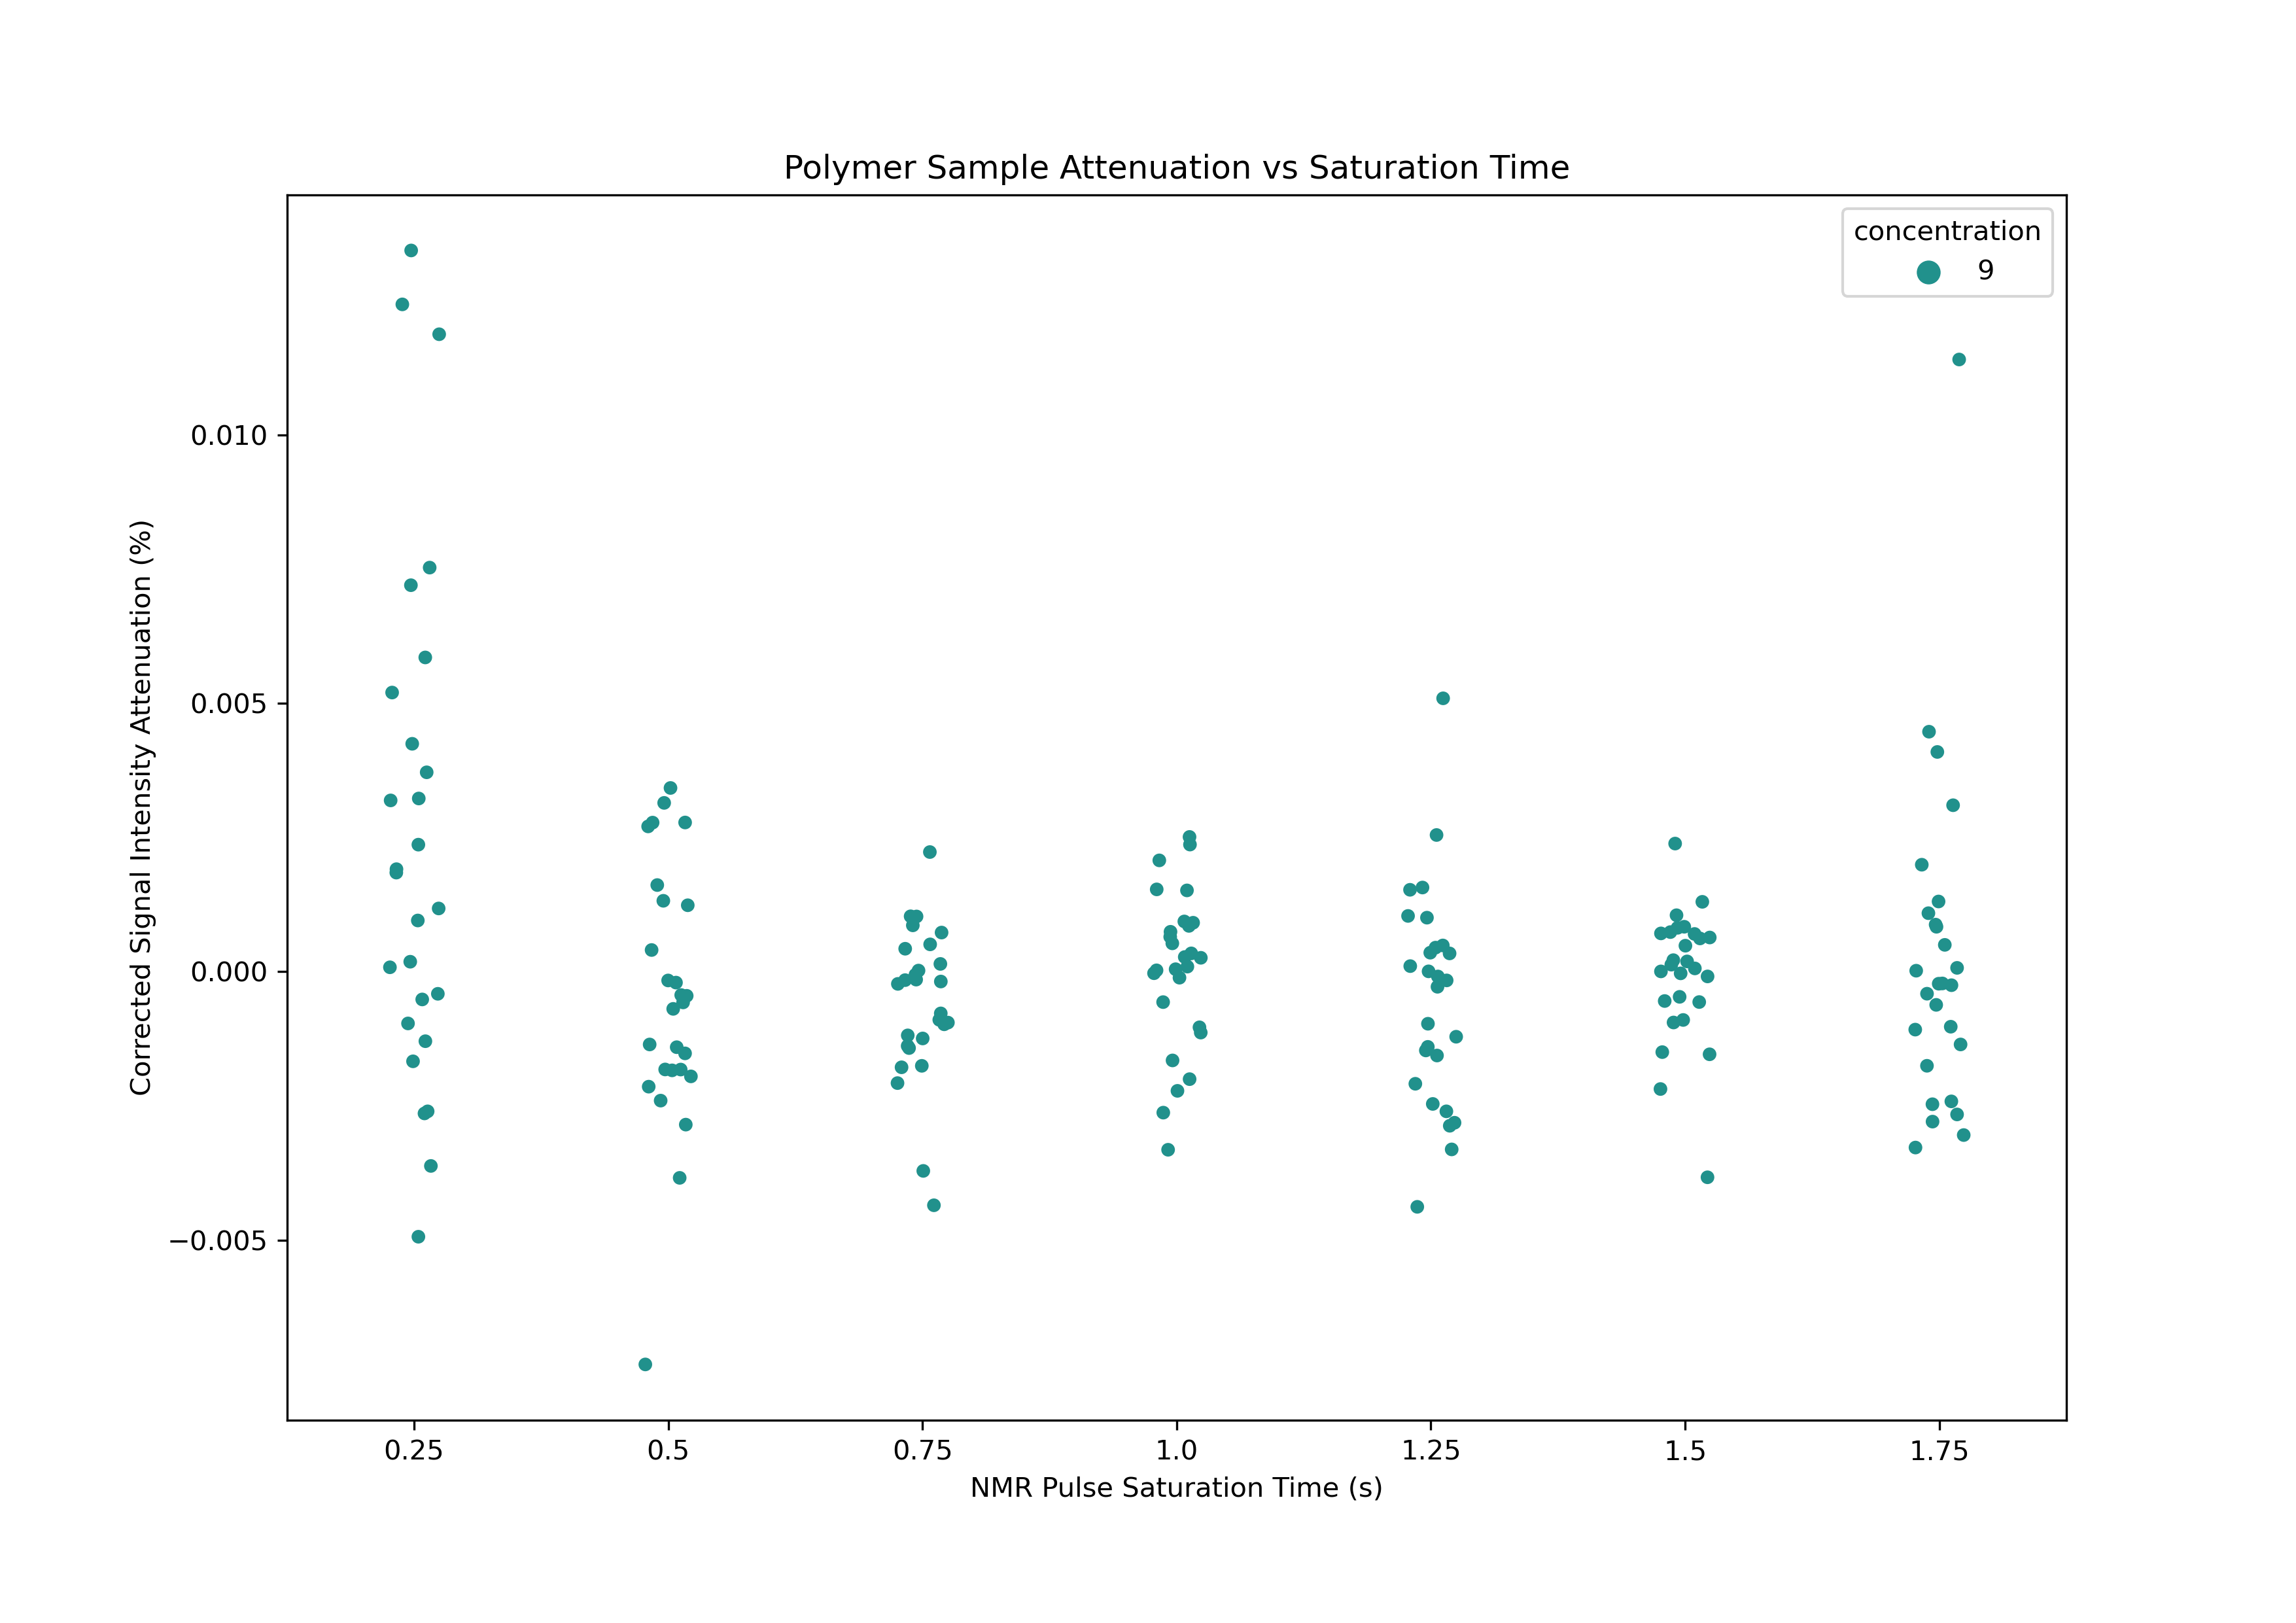 Polymer Sample Attenuation vs Saturation Time
concentration
9
Corrected Signal Intensity Attenuation (%)
0.010
0.005
0.000
−0.005
0.25 0.5 0.75 1.0 1.25 1.5 1.75
NMR Pulse Saturation Time (s)